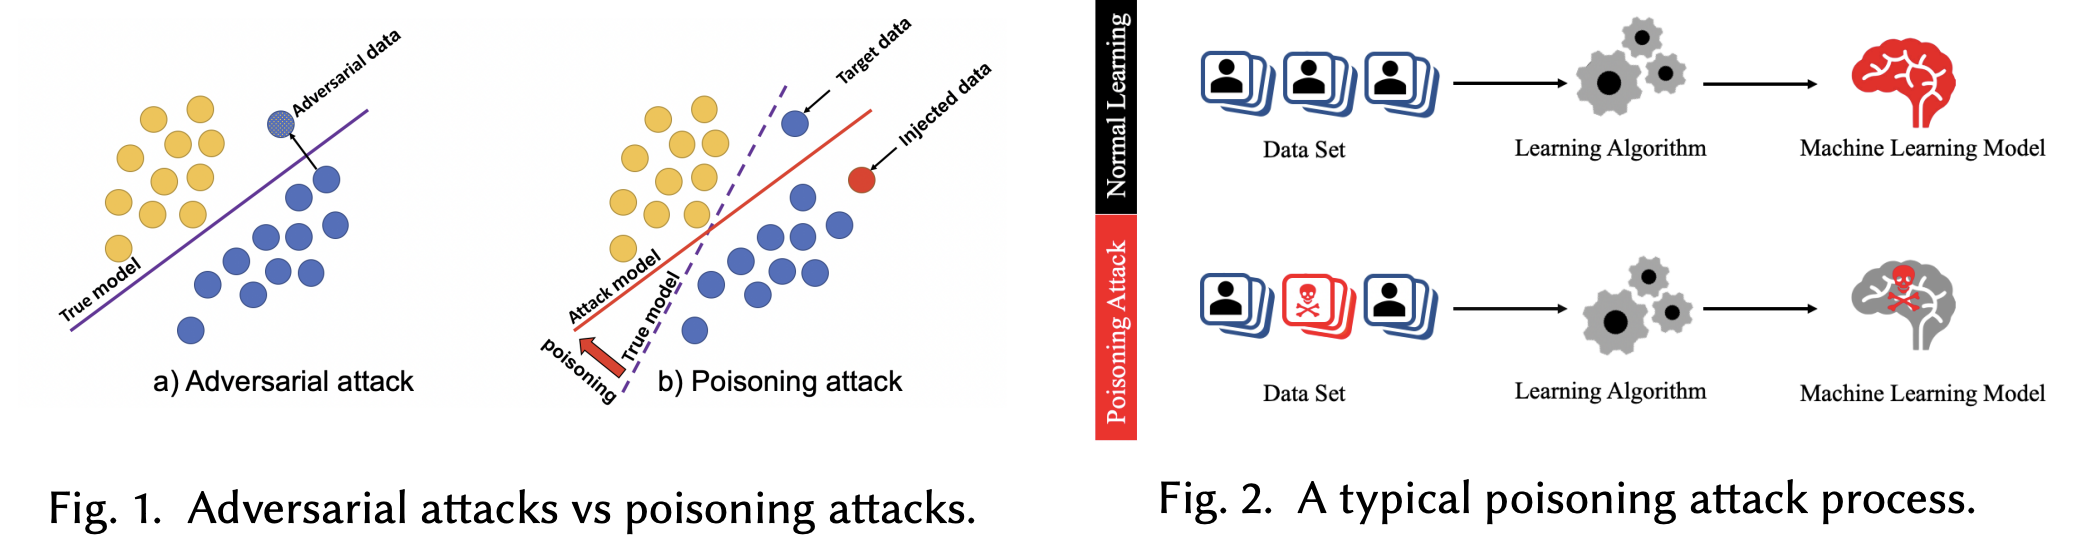 Adversarial data
True model
a) Adversarial attack
Target data
Injected data
Attack model
True model
poisoning
b) Poisoning attack
Fig. 1. Adversarial attacks vs poisoning attacks.
Normal Learning
Data Set
Learning Algorithm
Machine Learning Model
Poisoning Attack
Data Set
Learning Algorithm
Machine Learning Model
Fig. 2. A typical poisoning attack process.